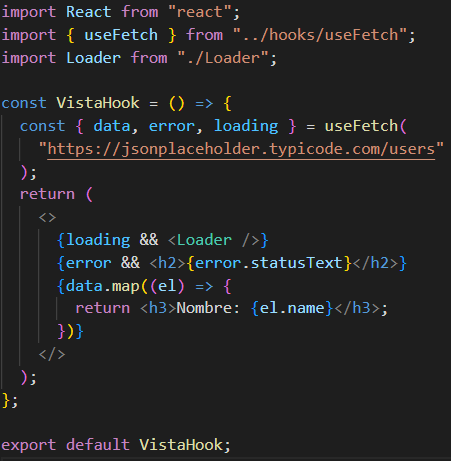 import React from "react";
import { useFetch } from "../hooks/useFetch";
import Loader from "./Loader";

const VistaHook = () => {
  const { data, error, loading } = useFetch(
    "https://jsonplaceholder.typicode.com/users"
  );
  return (
    <>
      {loading && <Loader />}
      {error && <h2>{error.statusText}</h2>}
      {data.map((el) => {
        return <h3>Nombre: {el.name}</h3>;
      })}
    </>
  );
};

export default VistaHook;